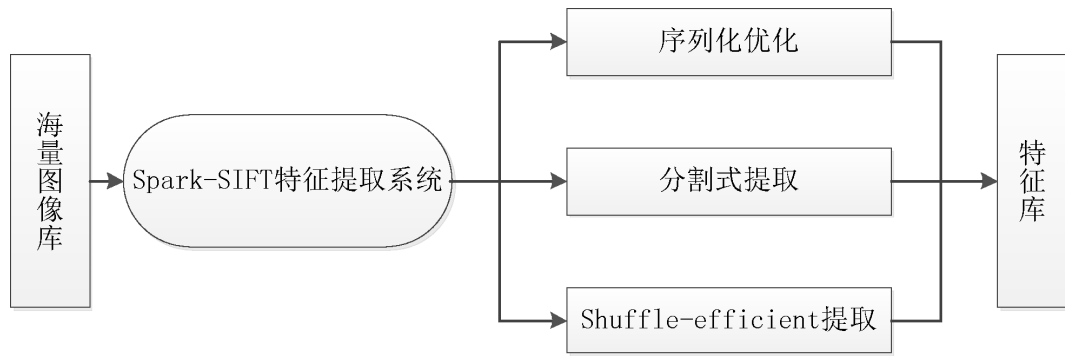 海量图像库
Spark-SIFT特征提取系统
序列化优化
分割式提取
Shuffle-efficient提取
特征库